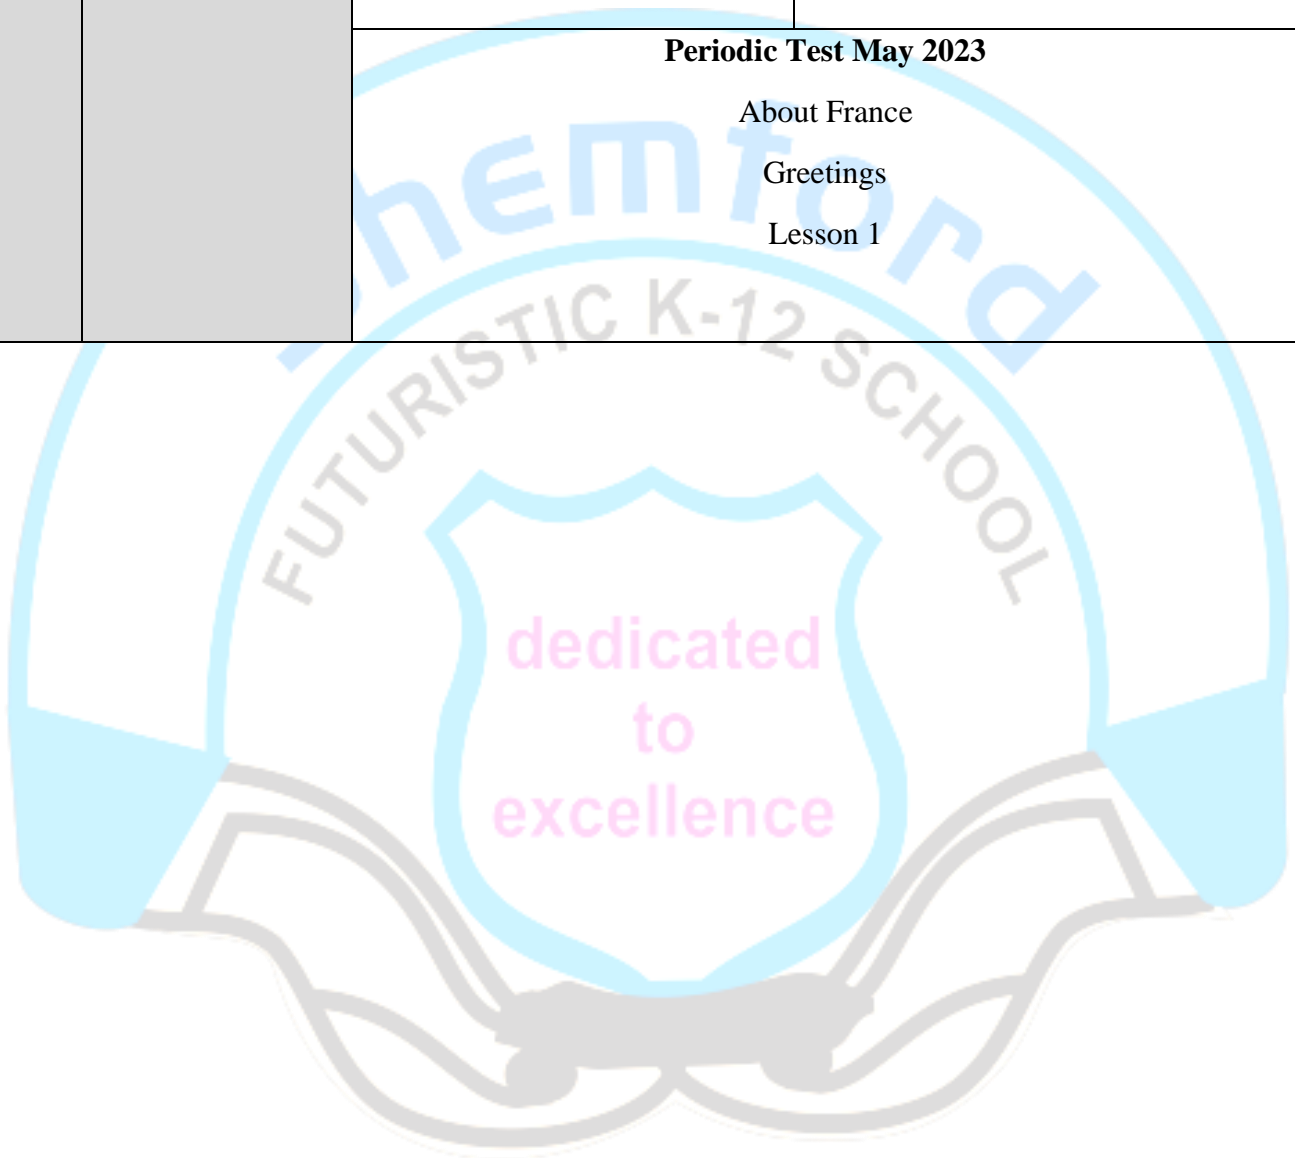 Periodic Test May 2023
About France
Greetings
Lesson 1
hemford
FUTURISTIC K-12 SCHOOL
dedicated
to
excellence